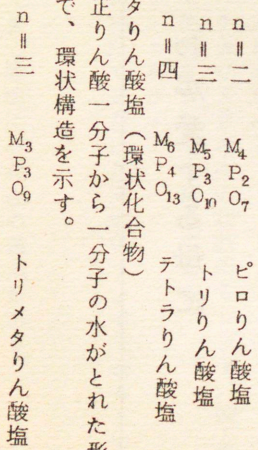 n＝二 M4P2O7 ピロりん酸塩
n＝三 M5P3O10 トリりん酸塩
n＝四 M6P4O13 テトラりん酸塩
タりん酸塩（環状化合物）
正りん酸一分子から一分子の水がとれた形
で、環状構造を示す。
n＝三 M3P3O9 トリメタりん酸塩